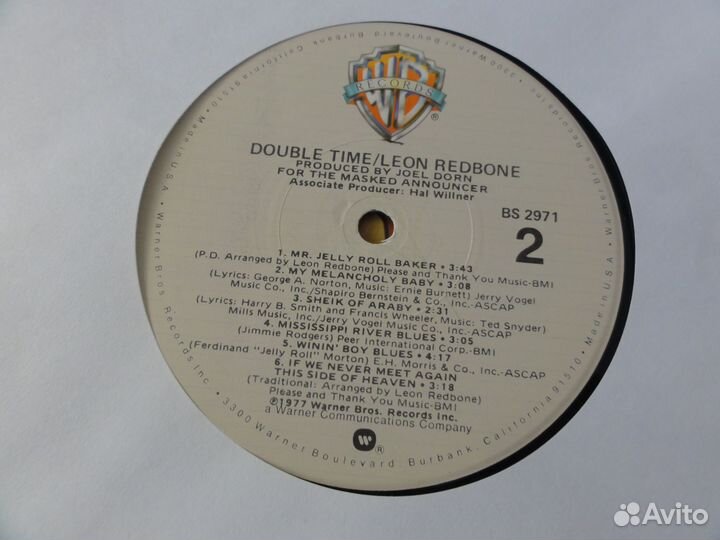 WB
RECORDS
®
DOUBLE TIME/LEON REDBONE
PRODUCED BY JOEL DORN
FOR THE MASKED ANNOUNCER
Associate Producer: Hal Willner
BS 2971
2
1. MR. JELLY ROLL BAKER • 3:43
(P.D. Arranged by Leon Redbone) Please and Thank You Music-BMI
2. MY MELANCHOLY BABY • 3:08
(Lyrics: George A. Norton, Music: Ernie Burnett) Jerry Vogel
Music Co., Inc./Shapiro Bernstein & Co., Inc.-ASCAP
3. SHEIK OF ARABY • 2:31
(Lyrics: Harry B. Smith and Francis Wheeler, Music: Ted Snyder)
Mills Music, Inc./Jerry Vogel Music Co., Inc.-ASCAP
4. MISSISSIPPI RIVER BLUES • 3:05
(Jimmie Rodgers) Peer International Corp.-BMI
5. WININ' BOY BLUES • 4:17
(Ferdinand "Jelly Roll" Morton) E.H. Morris & Co., Inc.-ASCAP
6. IF WE NEVER MEET AGAIN
THIS SIDE OF HEAVEN • 3:18
(Traditional: Arranged by Leon Redbone)
Please and Thank You Music-BMI
℗1977 Warner Bros. Records Inc.
a Warner Communications Company
W ®
Warner Bros. Records Inc. • 3300 Warner Boulevard, Burbank, California 91510 • Made in U.S.A.
Avito